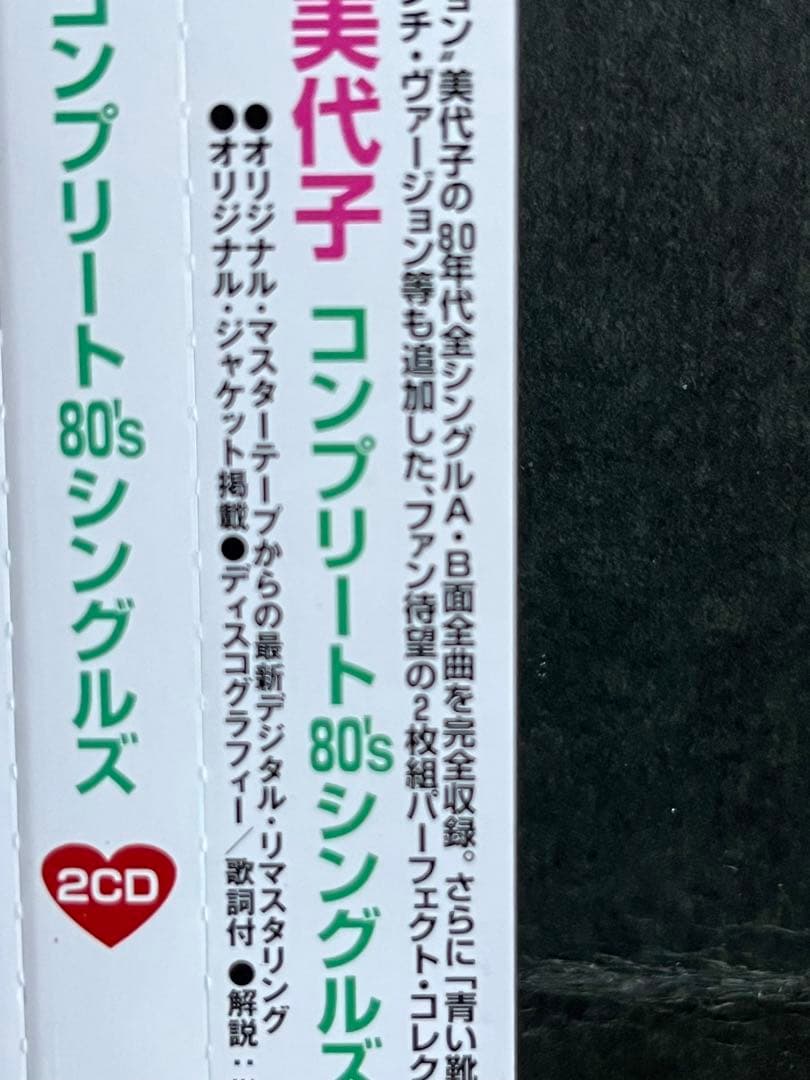 ョン"美代子の80年代全シングルA・B面全曲を完全収録。さらに「青い靴
ンチ・ヴァージョン等も追加した、ファン待望の2枚組パーフェクト・コレク
美代子 コンプリート80'sシングルズ
●オリジナル・マスターテープからの最新デジタル・リマスタリング
●オリジナル・ジャケット掲載●ディスコグラフィー／歌詞付 ●解説：
コンプリート80'sシングルズ
2CD